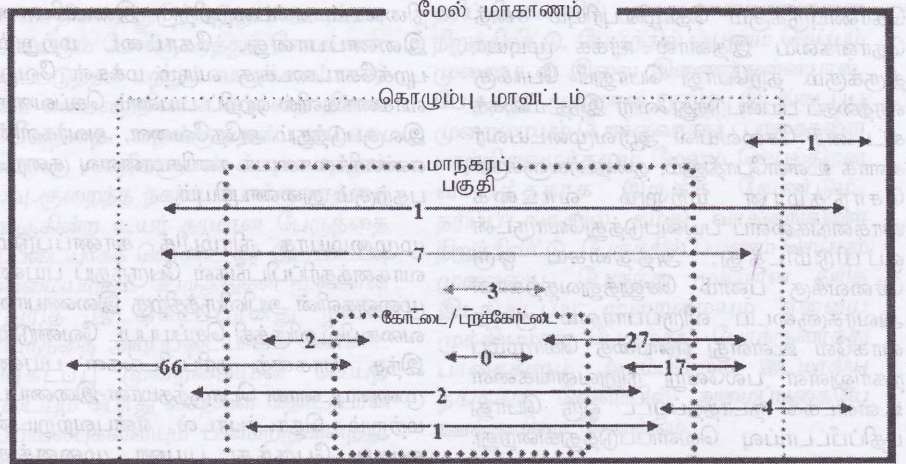 மேல் மாகாணம்
கொழும்பு மாவட்டம்
1
மாநகரப்
பகுதி
1
7
3
கோட்டை/புறக்கோட்டை
2 27
0
66 17
2 4
1